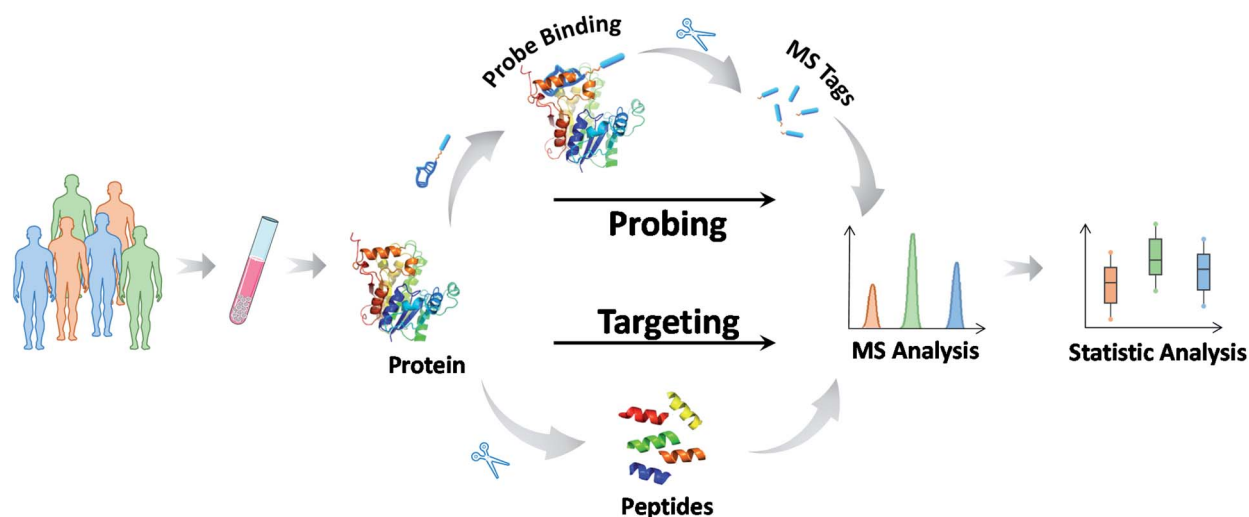 Probe Binding
MS Tags
Probing
Targeting
Protein
MS Analysis
Statistic Analysis
Peptides